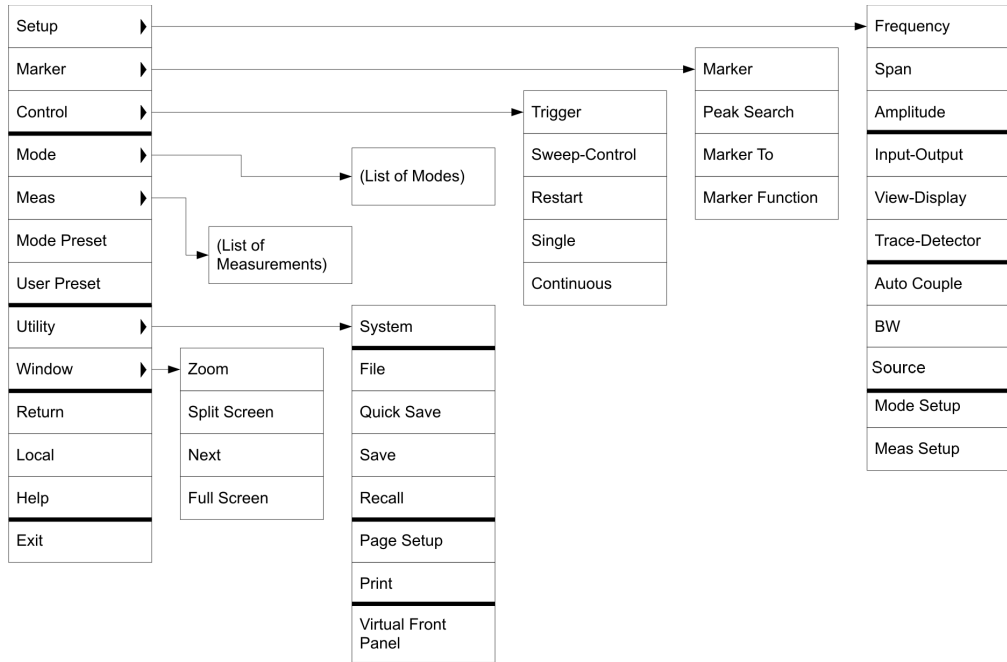 Setup
Marker
Control
Mode
Meas
Mode Preset
User Preset
Utility
Window
Return
Local
Help
Exit
(List of
Measurements)
Zoom
Split Screen
Next
Full Screen
(List of Modes)
System
File
Quick Save
Save
Recall
Page Setup
Print
Virtual Front
Panel
Trigger
Sweep-Control
Restart
Single
Continuous
Marker
Peak Search
Marker To
Marker Function
Frequency
Span
Amplitude
Input-Output
View-Display
Trace-Detector
Auto Couple
BW
Source
Mode Setup
Meas Setup